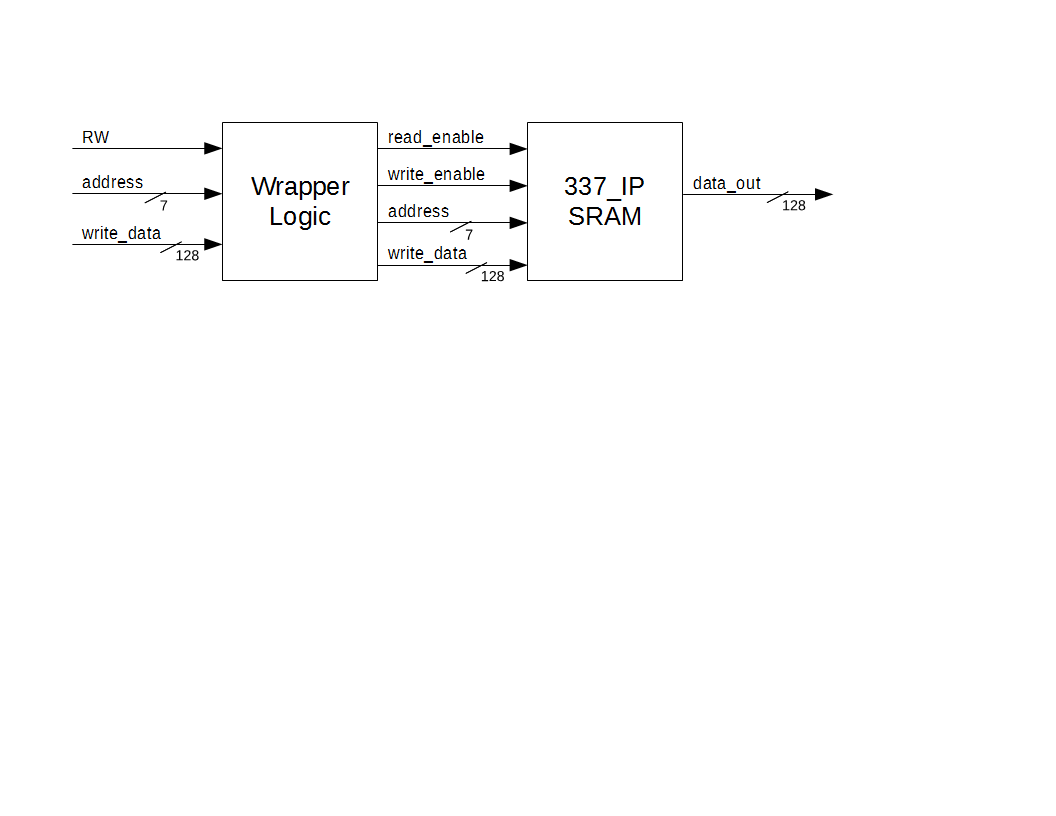 RW
address
7
write_data
128
Wrapper
Logic
read_enable
write_enable
address
7
write_data
128
337_IP
SRAM
data_out
128